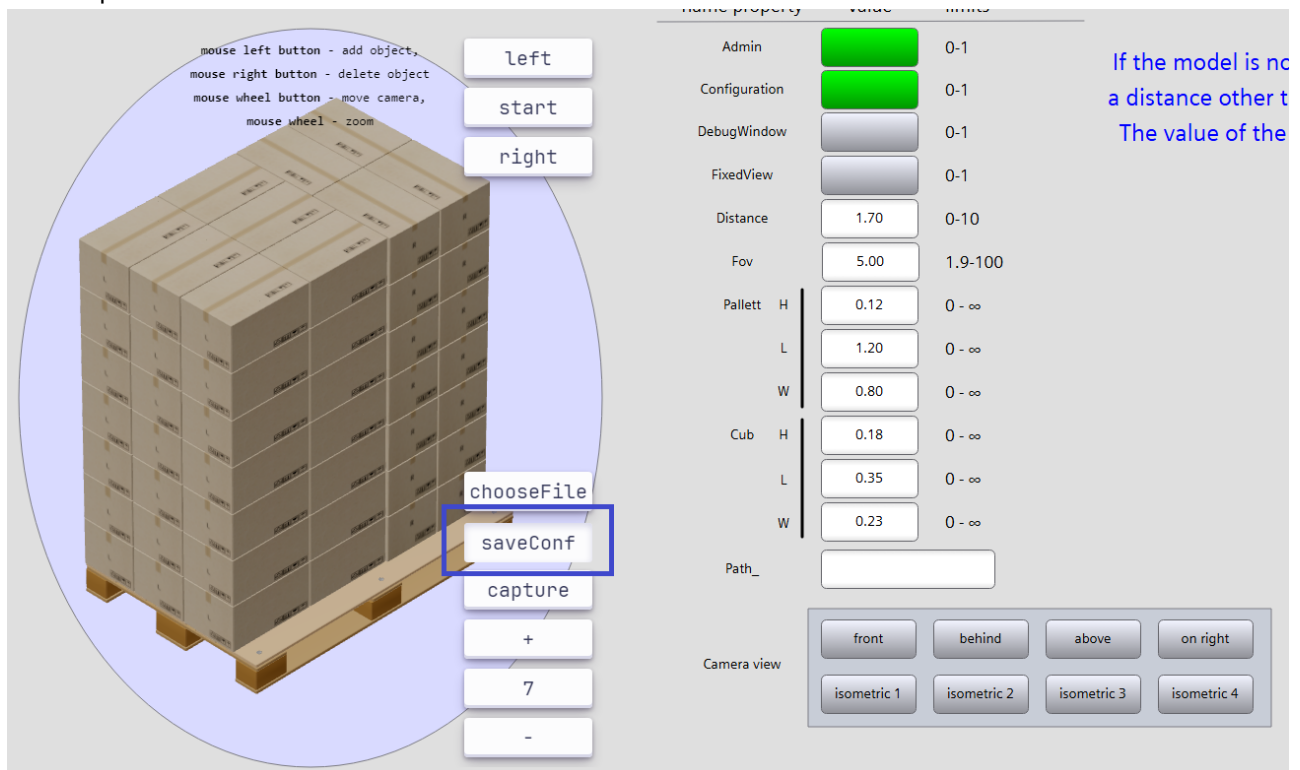 name property value limits
mouse left button - add object,
mouse right button - delete object
mouse wheel button - move camera,
mouse wheel - zoom
left
start
right
chooseFile
saveConf
capture
+
7
-
Admin 0-1
Configuration 0-1
DebugWindow 0-1
FixedView 0-1
Distance 1.70 0-10
Fov 5.00 1.9-100
Pallett H 0.12 0 - ∞
L 1.20 0 - ∞
W 0.80 0 - ∞
Cub H 0.18 0 - ∞
L 0.35 0 - ∞
W 0.23 0 - ∞
Path_
Camera view
front behind above on right
isometric 1 isometric 2 isometric 3 isometric 4
If the model is no
a distance other t
The value of the